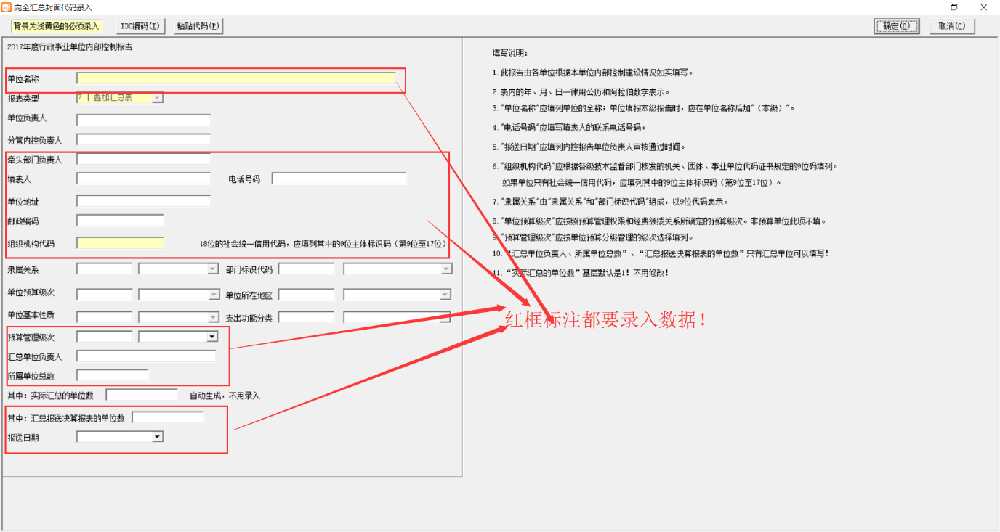 完全汇总封面代码录入
背景为浅黄色的必须录入 IDC编码(I) 粘贴代码(P) 确定(O) 取消(C)
2017年度行政事业单位内部控制报告
单位名称
报表类型 7 | 叠加汇总表
单位负责人
分管内控负责人
牵头部门负责人
填表人 电话号码
单位地址
邮政编码
组织机构代码 18位的社会统一信用代码，应填列其中的9位主体标识码（第9位至17位）
隶属关系 部门标识代码
单位预算级次 单位所在地区
单位基本性质 支出功能分类
预算管理级次
汇总单位负责人
所属单位总数
其中：实际汇总的单位数 自动生成，不用录入
其中：汇总报送决算报表的单位数
报送日期
填写说明：
1.此报告由各单位根据本单位内部控制建设情况如实填写。
2.表内的年、月、日一律用公历和阿拉伯数字表示。
3."单位名称"应填列单位的全称；单位填报本级报告时，应在单位名称后加"（本级）"。
4."电话号码"应填写填表人的联系电话号码。
5."报送日期"应填列内控报告单位负责人审核通过时间。
6."组织机构代码"应根据各级技术监督部门核发的机关、团体、事业单位代码证书规定的9位码填列。
如果单位只有社会统一信用代码，应填列其中的9位主体标识码（第9位至17位）。
7."隶属关系"由"隶属关系"和"部门标识代码"组成，以9位代码表示。
8."单位预算级次"应按照预算管理权限和经费领拨关系所确定的预算级次。非预算单位此项不填。
9."预算管理级次"应按单位预算分级管理的级次选择填列。
10.“汇总单位负责人、所属单位总数”、“汇总报送决算报表的单位数”只有汇总单位可以填写！
11.“实际汇总的单位数”基层默认是1！不用修改！
红框标注都要录入数据！